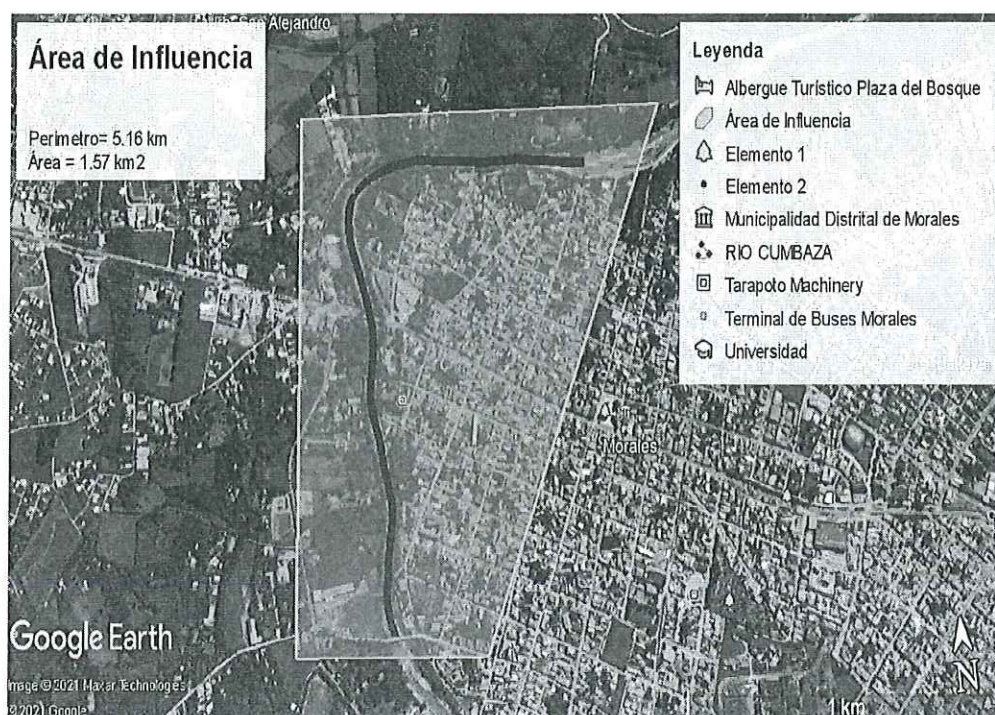 San Alejandro
Área de Influencia
Perimetro= 5.16 km
Área = 1.57 km2
Leyenda
Albergue Turístico Plaza del Bosque
Área de Influencia
Elemento 1
Elemento 2
Municipalidad Distrital de Morales
RIO CUMBAZA
Tarapoto Machinery
Terminal de Buses Morales
Universidad
Morales
Google Earth
Image © 2021 Maxar Technologies
© 2021 Google
1 km
N